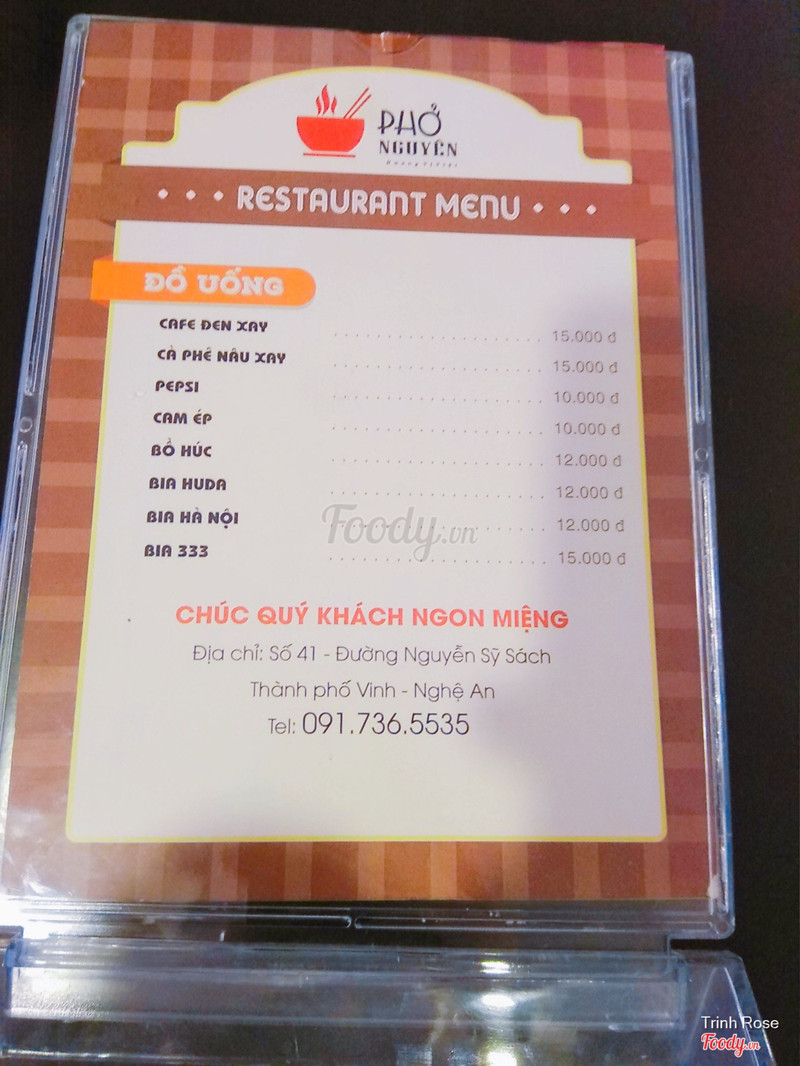 PHỞ
NGUYÊN
RESTAURANT MENU
ĐỒ UỐNG
CAFE ĐEN XAY 15.000 đ
CÀ PHÊ NÂU XAY 15.000 đ
PEPSI 10.000 đ
CAM ÉP 10.000 đ
BÒ HÚC 12.000 đ
BIA HUDA 12.000 đ
BIA HÀ NỘI 12.000 đ
BIA 333 15.000 đ
Foody.vn
CHÚC QUÝ KHÁCH NGON MIỆNG
Địa chỉ: Số 41 - Đường Nguyễn Sỹ Sách
Thành phố Vinh - Nghệ An
Tel: 091.736.5535
Trinh Rose
Foody.vn